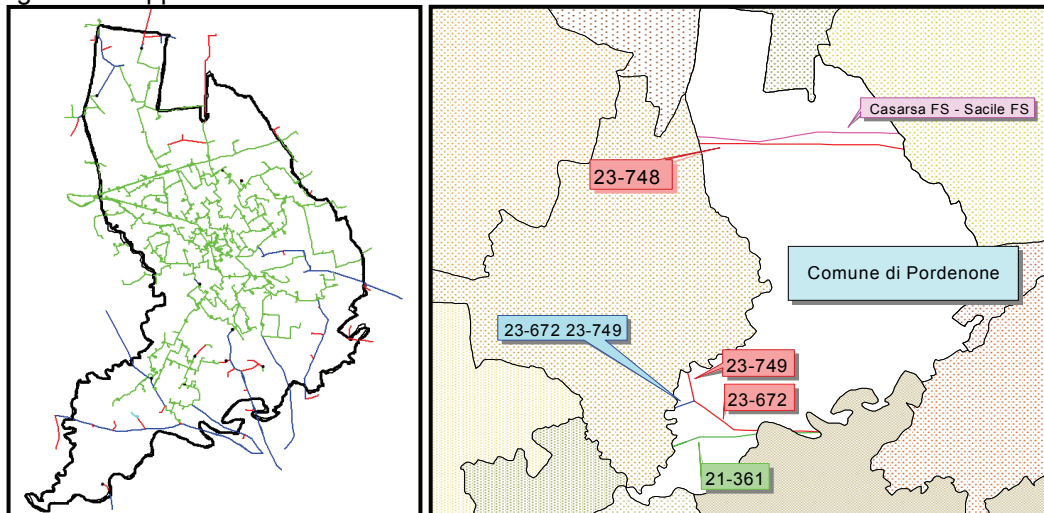 Casarsa FS - Sacile FS
23-748
Comune di Pordenone
23-672 23-749
23-749
23-672
21-361